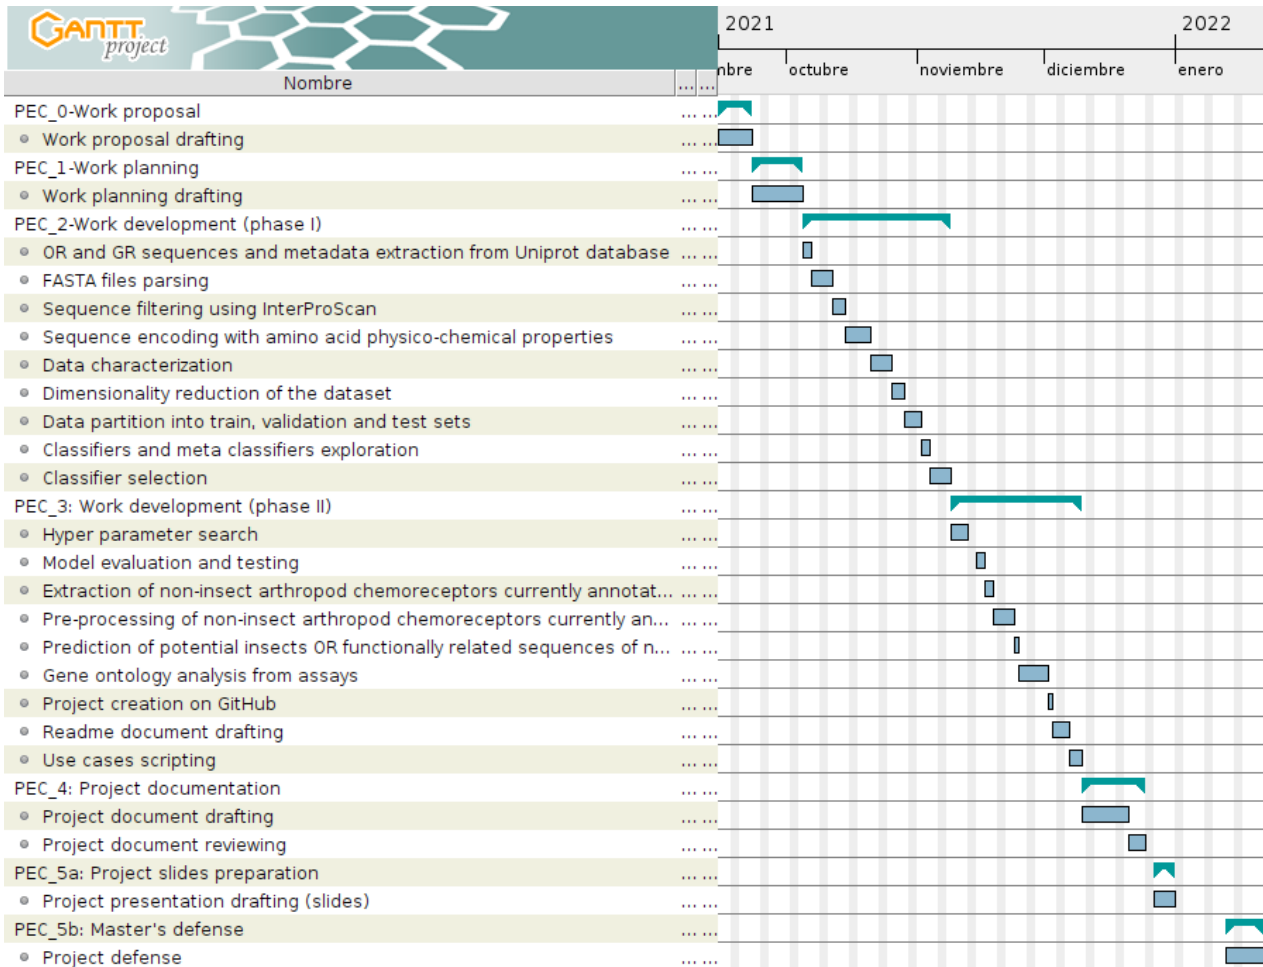 GANTT
project
2021
2022
nbre
octubre
noviembre
diciembre
enero
Nombre
... ...
PEC_0-Work proposal ... ...
Work proposal drafting ... ...
PEC_1-Work planning ... ...
Work planning drafting ... ...
PEC_2-Work development (phase I) ... ...
OR and GR sequences and metadata extraction from Uniprot database ... ...
FASTA files parsing ... ...
Sequence filtering using InterProScan ... ...
Sequence encoding with amino acid physico-chemical properties ... ...
Data characterization ... ...
Dimensionality reduction of the dataset ... ...
Data partition into train, validation and test sets ... ...
Classifiers and meta classifiers exploration ... ...
Classifier selection ... ...
PEC_3: Work development (phase II) ... ...
Hyper parameter search ... ...
Model evaluation and testing ... ...
Extraction of non-insect arthropod chemoreceptors currently annotat... ... ...
Pre-processing of non-insect arthropod chemoreceptors currently an... ... ...
Prediction of potential insects OR functionally related sequences of n... ... ...
Gene ontology analysis from assays ... ...
Project creation on GitHub ... ...
Readme document drafting ... ...
Use cases scripting ... ...
PEC_4: Project documentation ... ...
Project document drafting ... ...
Project document reviewing ... ...
PEC_5a: Project slides preparation ... ...
Project presentation drafting (slides) ... ...
PEC_5b: Master's defense ... ...
Project defense ... ...